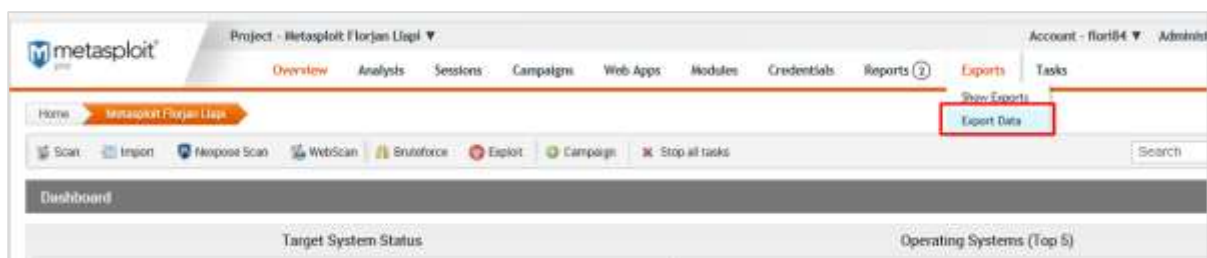 Project - Metasploit Florjan Llapi ▼ Account - flori84 ▼ Administ
metasploit®
pro
Overview Analysis Sessions Campaigns Web Apps Modules Credentials Reports 2 Exports Tasks
Show Exports
Home Metasploit Florjan Llapi Export Data
Scan Import Nexpose Scan WebScan Bruteforce Exploit Campaign Stop all tasks Search
Dashboard
Target System Status Operating Systems (Top 5)